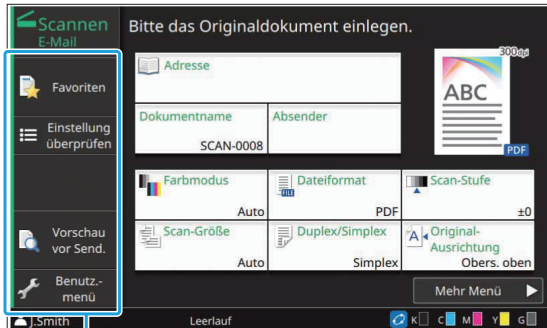 Scannen
E-Mail
Bitte das Originaldokument einlegen.
Favoriten
Einstellung
überprüfen
Vorschau
vor Send.
Benutz.-
menü
Adresse
Dokumentname
SCAN-0008
Absender
300dpi
ABC
PDF
Farbmodus
Auto
Dateiformat
FILE
PDF
Scan-Stufe
±0
Scan-Größe
Auto
Duplex/Simplex
Simplex
A
Original-
Ausrichtung
Obers. oben
Mehr Menü
J.Smith
Leerlauf
K C M Y G